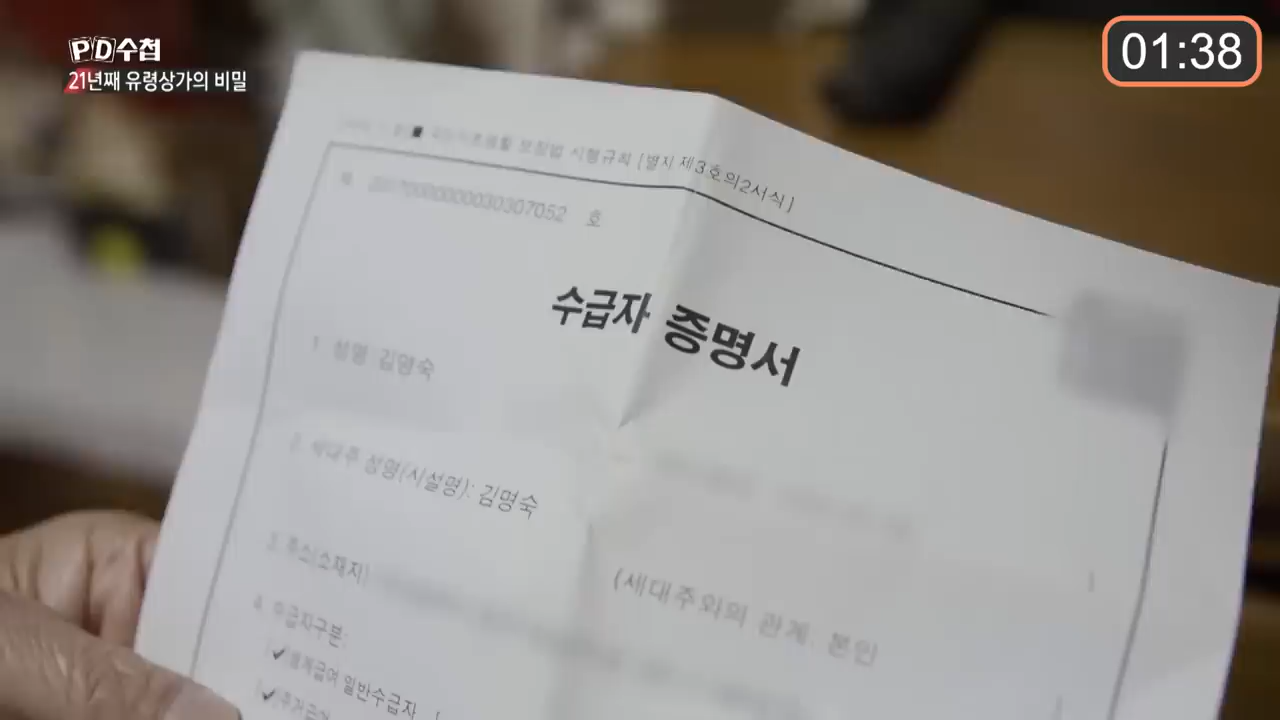 PD수첩
21년째 유령상가의 비밀
01:38
시행규칙 [별지 제3호의2서식]
호
수급자 증명서
1. 성명: 김명숙
2. 세대주 성명(시설명): 김명숙
3. 주소(소재지)
(세대주와의 관계: 본인
4. 수급자구분:
✔생계급여 일반수급자